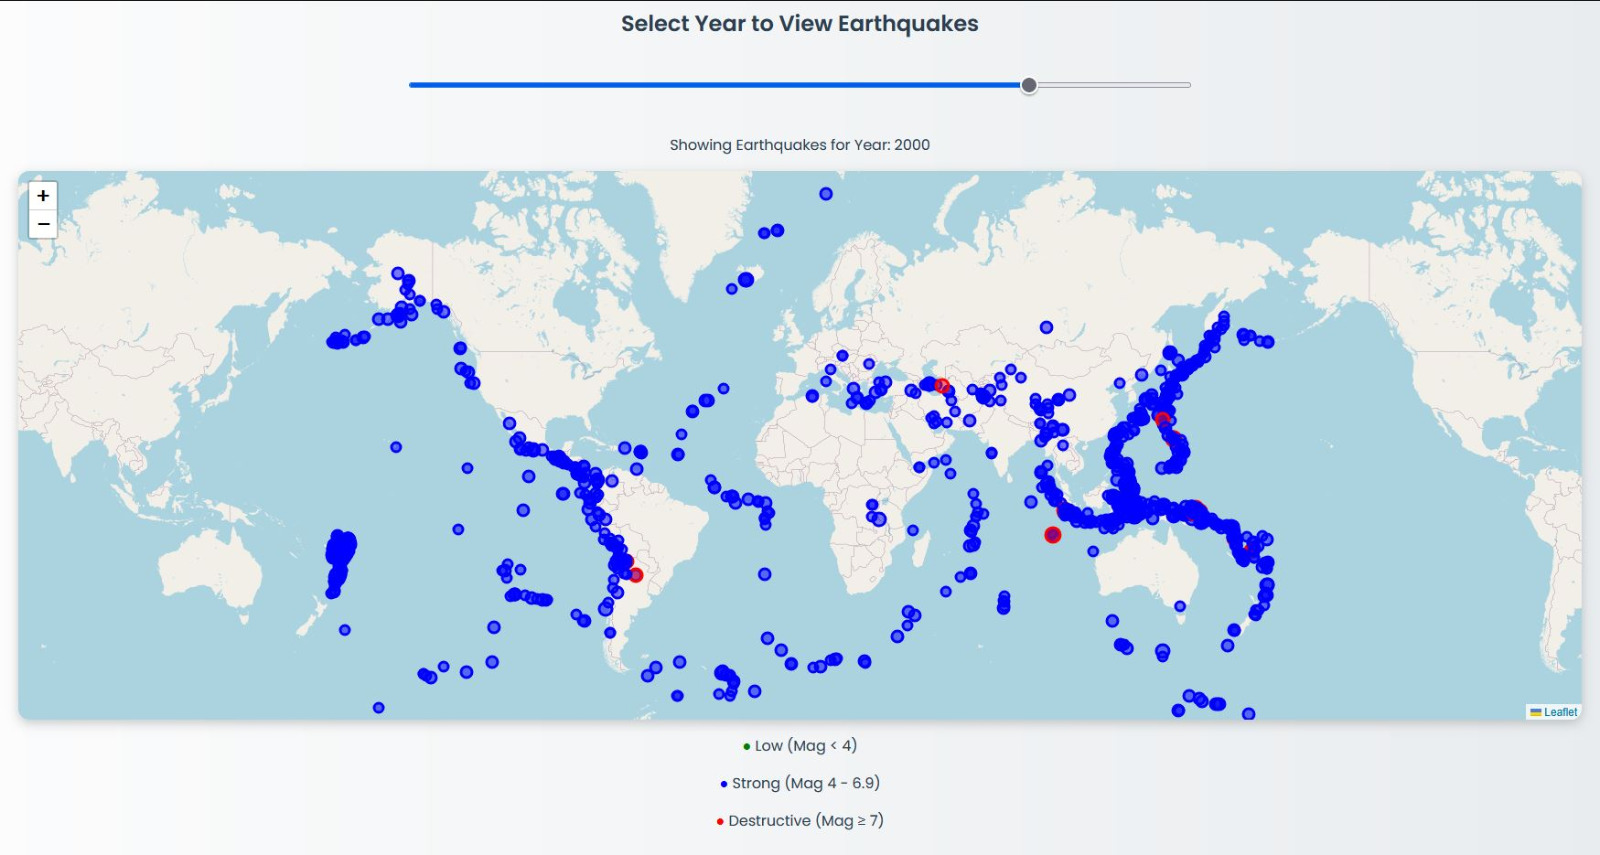 Select Year to View Earthquakes
Showing Earthquakes for Year: 2000
+
−
Leaflet
Low (Mag < 4)
Strong (Mag 4 - 6.9)
Destructive (Mag ≥ 7)